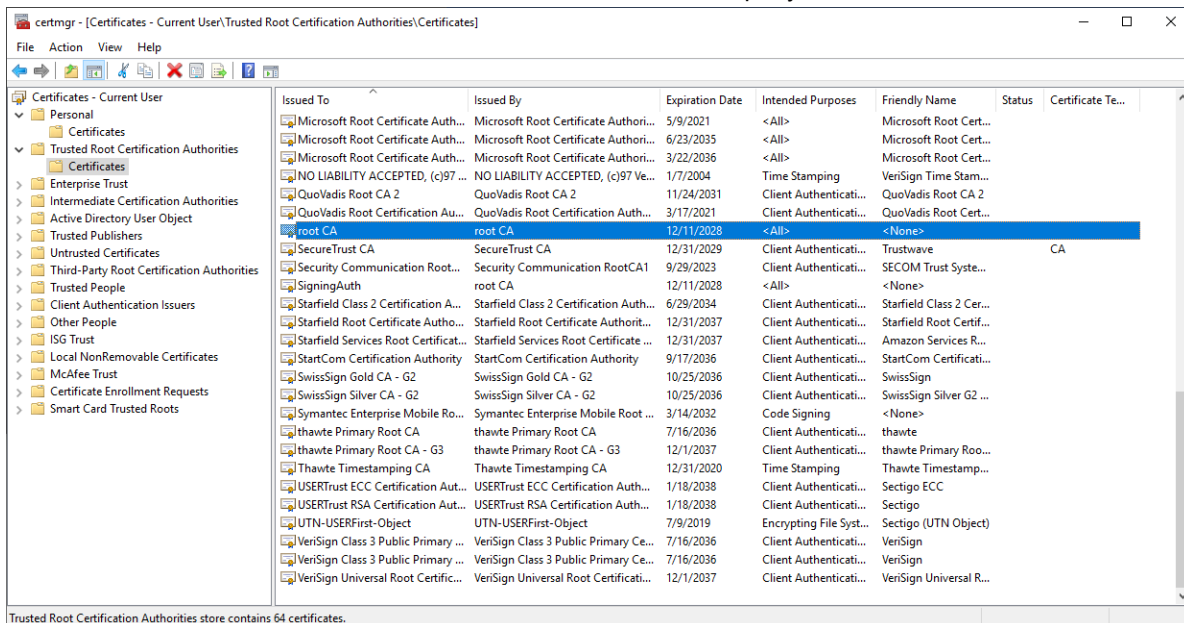 certmgr - [Certificates - Current User\Trusted Root Certification Authorities\Certificates]
File Action View Help
Certificates - Current User
Personal
Certificates
Trusted Root Certification Authorities
Certificates
Enterprise Trust
Intermediate Certification Authorities
Active Directory User Object
Trusted Publishers
Untrusted Certificates
Third-Party Root Certification Authorities
Trusted People
Client Authentication Issuers
Other People
ISG Trust
Local NonRemovable Certificates
McAfee Trust
Certificate Enrollment Requests
Smart Card Trusted Roots
Issued To Issued By Expiration Date Intended Purposes Friendly Name Status Certificate Te...
Microsoft Root Certificate Auth... Microsoft Root Certificate Authori... 5/9/2021 <All> Microsoft Root Cert...
Microsoft Root Certificate Auth... Microsoft Root Certificate Authori... 6/23/2035 <All> Microsoft Root Cert...
Microsoft Root Certificate Auth... Microsoft Root Certificate Authori... 3/22/2036 <All> Microsoft Root Cert...
NO LIABILITY ACCEPTED, (c)97 ... NO LIABILITY ACCEPTED, (c)97 Ve... 1/7/2004 Time Stamping VeriSign Time Stam...
QuoVadis Root CA 2 QuoVadis Root CA 2 11/24/2031 Client Authenticati... QuoVadis Root CA 2
QuoVadis Root Certification Au... QuoVadis Root Certification Auth... 3/17/2021 Client Authenticati... QuoVadis Root Cert...
root CA root CA 12/11/2028 <All> <None>
SecureTrust CA SecureTrust CA 12/31/2029 Client Authenticati... Trustwave CA
Security Communication Root... Security Communication RootCA1 9/29/2023 Client Authenticati... SECOM Trust Syste...
SigningAuth root CA 12/11/2028 <All> <None>
Starfield Class 2 Certification A... Starfield Class 2 Certification Auth... 6/29/2034 Client Authenticati... Starfield Class 2 Cer...
Starfield Root Certificate Autho... Starfield Root Certificate Authorit... 12/31/2037 Client Authenticati... Starfield Root Certif...
Starfield Services Root Certificat... Starfield Services Root Certificate ... 12/31/2037 Client Authenticati... Amazon Services R...
StartCom Certification Authority StartCom Certification Authority 9/17/2036 Client Authenticati... StartCom Certificati...
SwissSign Gold CA - G2 SwissSign Gold CA - G2 10/25/2036 Client Authenticati... SwissSign
SwissSign Silver CA - G2 SwissSign Silver CA - G2 10/25/2036 Client Authenticati... SwissSign Silver G2 ...
Symantec Enterprise Mobile Ro... Symantec Enterprise Mobile Root ... 3/14/2032 Code Signing <None>
thawte Primary Root CA thawte Primary Root CA 7/16/2036 Client Authenticati... thawte
thawte Primary Root CA - G3 thawte Primary Root CA - G3 12/1/2037 Client Authenticati... thawte Primary Roo...
Thawte Timestamping CA Thawte Timestamping CA 12/31/2020 Time Stamping Thawte Timestamp...
USERTrust ECC Certification Aut... USERTrust ECC Certification Auth... 1/18/2038 Client Authenticati... Sectigo ECC
USERTrust RSA Certification Aut... USERTrust RSA Certification Auth... 1/18/2038 Client Authenticati... Sectigo
UTN-USERFirst-Object UTN-USERFirst-Object 7/9/2019 Encrypting File Syst... Sectigo (UTN Object)
VeriSign Class 3 Public Primary ... VeriSign Class 3 Public Primary Ce... 7/16/2036 Client Authenticati... VeriSign
VeriSign Class 3 Public Primary ... VeriSign Class 3 Public Primary Ce... 7/16/2036 Client Authenticati... VeriSign
VeriSign Universal Root Certific... VeriSign Universal Root Certificati... 12/1/2037 Client Authenticati... VeriSign Universal R...
Trusted Root Certification Authorities store contains 64 certificates.